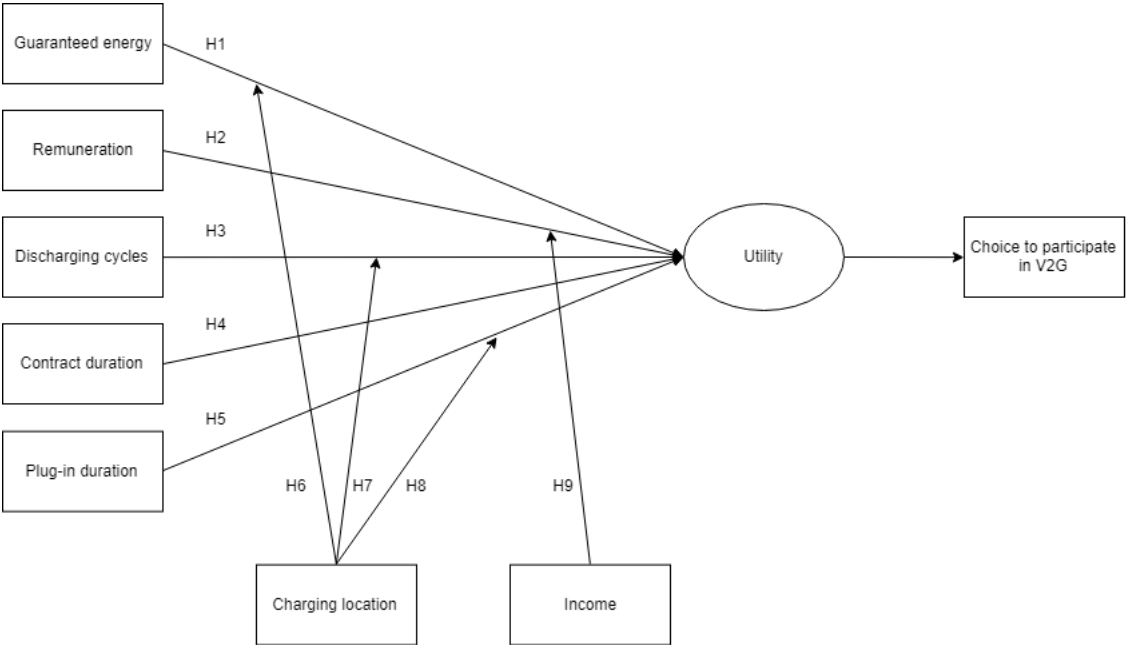 Guaranteed energy
H1
Remuneration
H2
Discharging cycles
H3
Utility
Choice to participate
in V2G
Contract duration
H4
Plug-in duration
H5
H6
H7
H8
H9
Charging location
Income